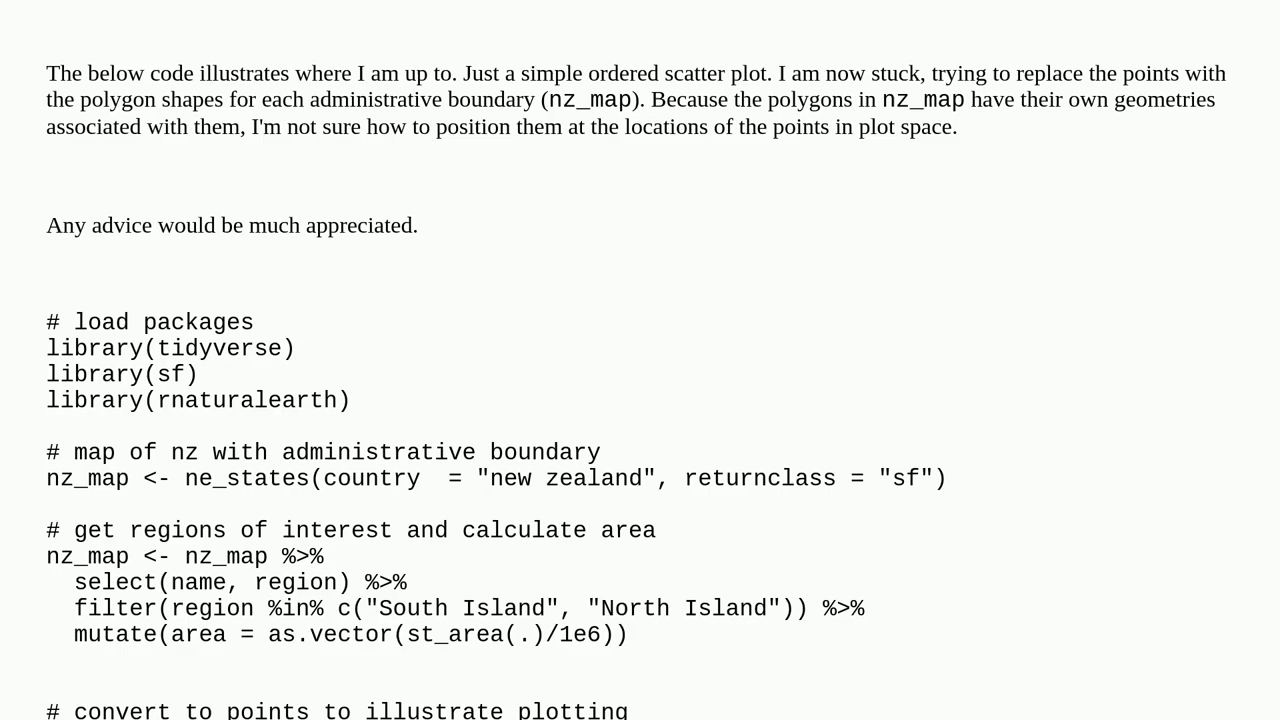 The below code illustrates where I am up to. Just a simple ordered scatter plot. I am now stuck, trying to replace the points with
the polygon shapes for each administrative boundary (nz_map). Because the polygons in nz_map have their own geometries
associated with them, I'm not sure how to position them at the locations of the points in plot space.
Any advice would be much appreciated.
# load packages
library(tidyverse)
library(sf)
library(rnaturalearth)
# map of nz with administrative boundary
nz_map <- ne_states(country  = "new zealand", returnclass = "sf")
# get regions of interest and calculate area
nz_map <- nz_map %>%
  select(name, region) %>%
  filter(region %in% c("South Island", "North Island")) %>%
  mutate(area = as.vector(st_area(.)/1e6))
# convert to points to illustrate plotting